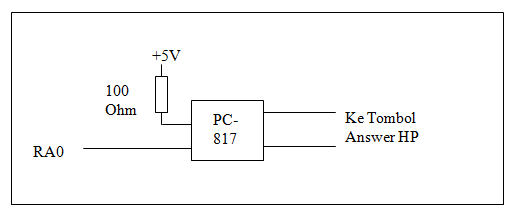 +5V
100
Ohm
PC-
817
Ke Tombol
Answer HP
RA0